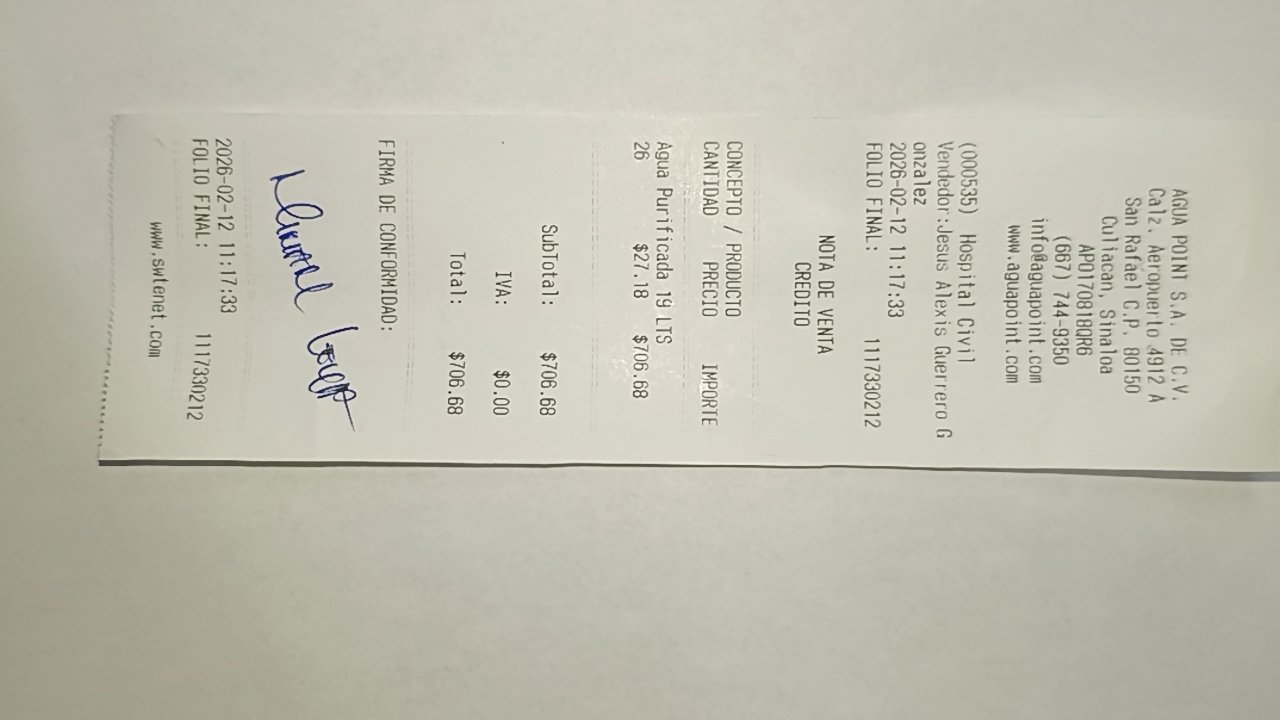 AGUA POINT S.A. DE C.V.
Calz. Aeropuerto 4912 A
San Rafael C.P. 80150
Culiacan, Sinaloa
APO170818QR6
(667) 744-9350
info@aguapoint.com
www.aguapoint.com
(000535) Hospital Civil
Vendedor:Jesus Alexis Guerrero G
onzalez
2026-02-12 11:17:33
FOLIO FINAL: 1117330212
NOTA DE VENTA
CREDITO
CONCEPTO / PRODUCTO
CANTIDAD PRECIO IMPORTE
Agua Purificada 19 LTS
26 $27.18 $706.68
SubTotal: $706.68
IVA: $0.00
Total: $706.68
FIRMA DE CONFORMIDAD:
2026-02-12 11:17:33
FOLIO FINAL: 1117330212
www.swtenet.com